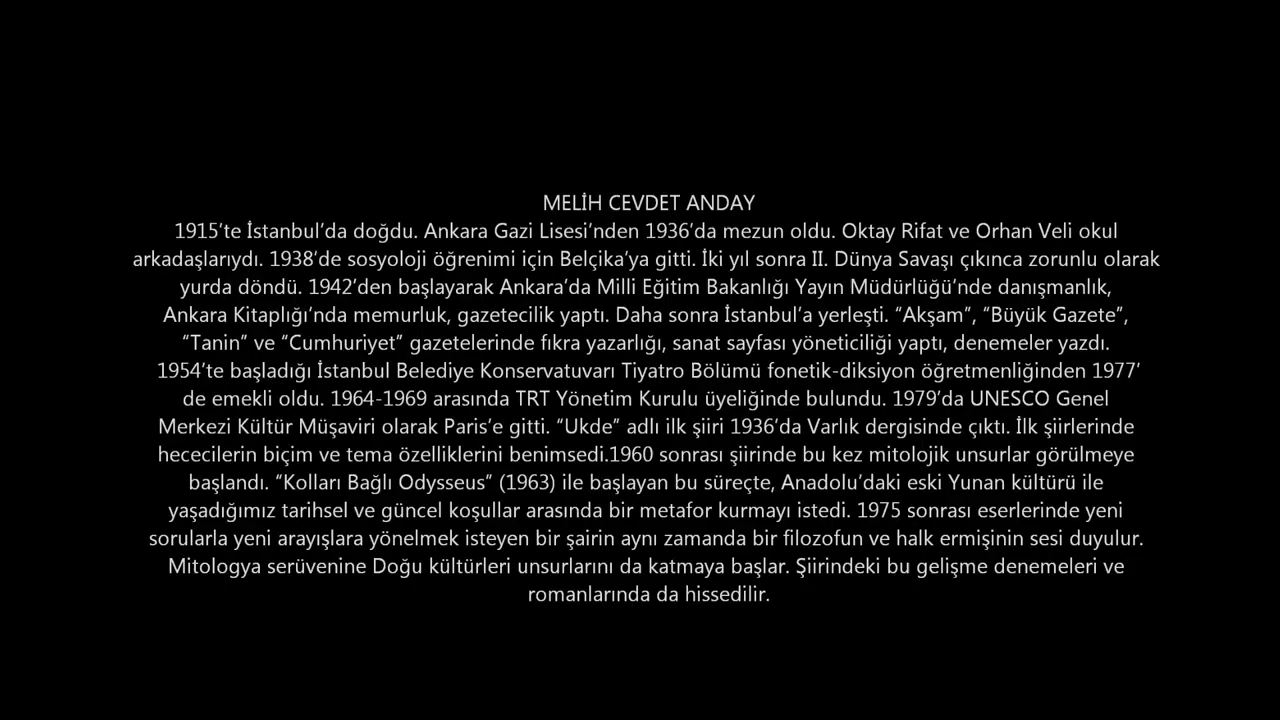 MELİH CEVDET ANDAY
1915’te İstanbul’da doğdu. Ankara Gazi Lisesi’nden 1936’da mezun oldu. Oktay Rifat ve Orhan Veli okul
arkadaşlarıydı. 1938’de sosyoloji öğrenimi için Belçika’ya gitti. İki yıl sonra II. Dünya Savaşı çıkınca zorunlu olarak
yurda döndü. 1942’den başlayarak Ankara’da Milli Eğitim Bakanlığı Yayın Müdürlüğü’nde danışmanlık,
Ankara Kitaplığı’nda memurluk, gazetecilik yaptı. Daha sonra İstanbul’a yerleşti. “Akşam”, “Büyük Gazete”,
“Tanin” ve “Cumhuriyet” gazetelerinde fıkra yazarlığı, sanat sayfası yöneticiliği yaptı, denemeler yazdı.
1954’te başladığı İstanbul Belediye Konservatuvarı Tiyatro Bölümü fonetik-diksiyon öğretmenliğinden 1977’
de emekli oldu. 1964-1969 arasında TRT Yönetim Kurulu üyeliğinde bulundu. 1979’da UNESCO Genel
Merkezi Kültür Müşaviri olarak Paris’e gitti. “Ukde” adlı ilk şiiri 1936’da Varlık dergisinde çıktı. İlk şiirlerinde
hececilerin biçim ve tema özelliklerini benimsedi.1960 sonrası şiirinde bu kez mitolojik unsurlar görülmeye
başlandı. “Kolları Bağlı Odysseus” (1963) ile başlayan bu süreçte, Anadolu’daki eski Yunan kültürü ile
yaşadığımız tarihsel ve güncel koşullar arasında bir metafor kurmayı istedi. 1975 sonrası eserlerinde yeni
sorularla yeni arayışlara yönelmek isteyen bir şairin aynı zamanda bir filozofun ve halk ermişinin sesi duyulur.
Mitologya serüvenine Doğu kültürleri unsurlarını da katmaya başlar. Şiirindeki bu gelişme denemeleri ve
romanlarında da hissedilir.